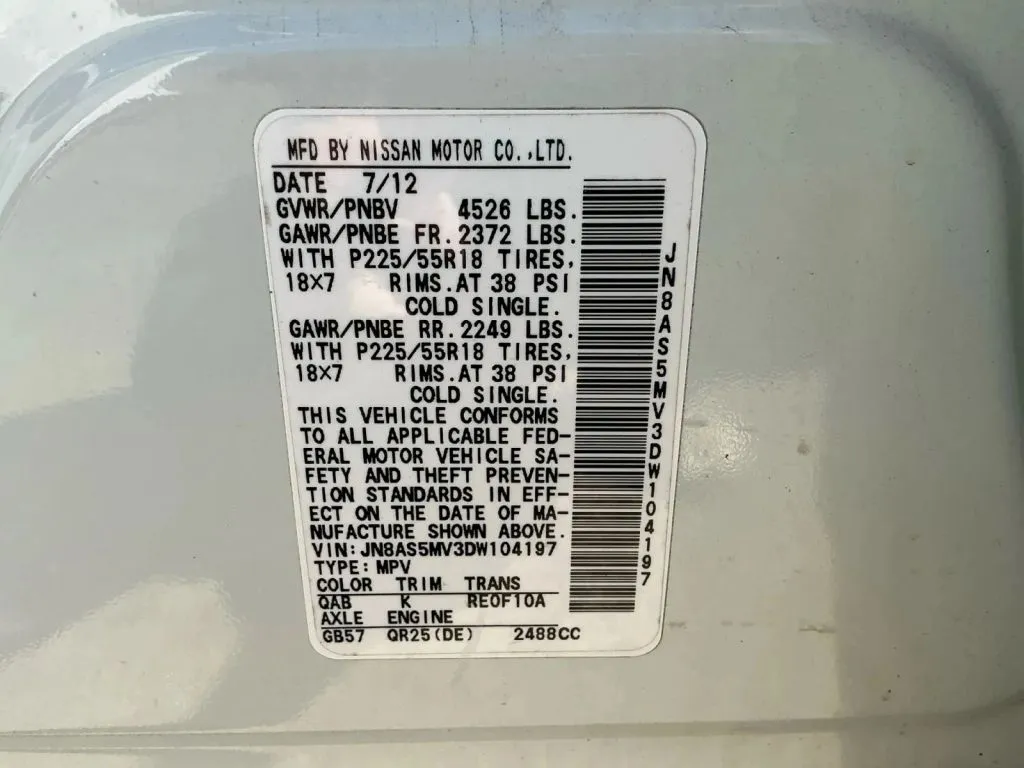 MFD BY NISSAN MOTOR CO.,LTD.
DATE 7/12
GVWR/PNBV 4526 LBS.
GAWR/PNBE FR.2372 LBS.
WITH P225/55R18 TIRES,
18×7 RIMS.AT 38 PSI
COLD SINGLE.
GAWR/PNBE RR.2249 LBS.
WITH P225/55R18 TIRES,
18×7 RIMS.AT 38 PSI
COLD SINGLE.
THIS VEHICLE CONFORMS
TO ALL APPLICABLE FED-
ERAL MOTOR VEHICLE SA-
FETY AND THEFT PREVEN-
TION STANDARDS IN EFF-
ECT ON THE DATE OF MA-
NUFACTURE SHOWN ABOVE.
VIN:JN8AS5MV3DW104197
TYPE:MPV
COLOR TRIM TRANS
QAB K RE0F10A
AXLE ENGINE
GB57 QR25(DE) 2488CC
JN8AS5MV3DW104197